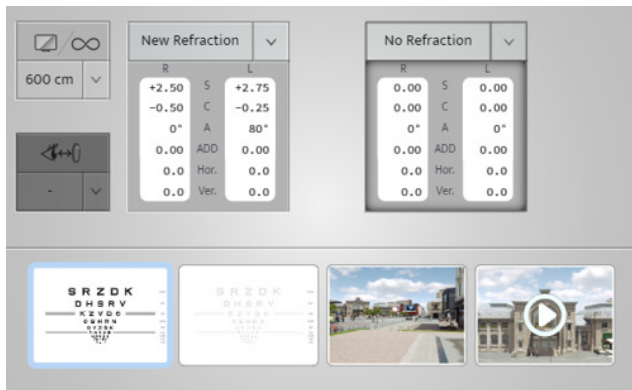 New Refraction
No Refraction
600 cm
R L
+2.50 S +2.75
-0.50 C -0.25
0° A 80°
0.00 ADD 0.00
0.0 Hor. 0.0
0.0 Ver. 0.0
-
R L
0.00 S 0.00
0.00 C 0.00
0° A 0°
0.00 ADD 0.00
0.0 Hor. 0.0
0.0 Ver. 0.0
S R Z D K
D H S R V
K Z V D C
S R Z D K
D H S R V